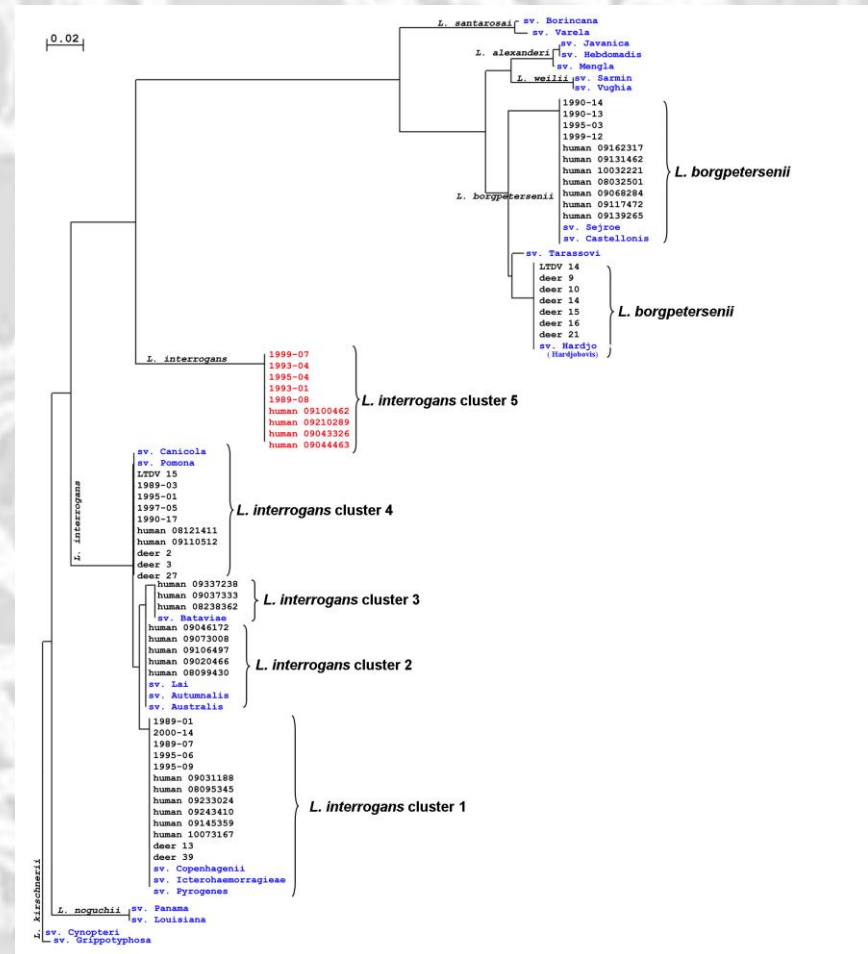 0.02
L. santarosai
sv. Borincana
sv. Varela
L. alexanderi
sv. Javanica
sv. Hebdomadis
sv. Mengla
L. weilii
sv. Sarmin
sv. Vughia
1990-14
1990-13
1995-03
1999-12
human 09162317
human 09131462
human 10032221
human 08032501
human 09068284
human 09117472
human 09139265
sv. Sejroe
sv. Castellonis
L. borgpetersenii
L. borgpetersenii
sv. Tarassovi
LTDV 14
deer 9
deer 10
deer 14
deer 15
deer 16
deer 21
sv. Hardjo
(Hardjobovis)
L. borgpetersenii
L. interrogans
1999-07
1993-04
1995-04
1993-01
1989-08
human 09100462
human 09210289
human 09043326
human 09044463
L. interrogans cluster 5
L. interrogans
sv. Canicola
sv. Pomona
LTDV 15
1989-03
1995-01
1997-05
1990-17
human 08121411
human 09110512
deer 2
deer 3
deer 27
L. interrogans cluster 4
human 09337238
human 09037333
human 08238362
sv. Bataviae
L. interrogans cluster 3
human 09046172
human 09073008
human 09106497
human 09020466
human 08099430
sv. Lai
sv. Autumnalis
sv. Australis
L. interrogans cluster 2
1989-01
2000-14
1989-07
1995-06
1995-09
human 09031188
human 08095345
human 09233024
human 09243410
human 09145359
human 10073167
deer 13
deer 39
sv. Copenhagenii
sv. Icterohaemorragieae
sv. Pyrogenes
L. interrogans cluster 1
L. kirschnerii
L. noguchii
sv. Panama
sv. Louisiana
sv. Cynopteri
sv. Grippotyphosa